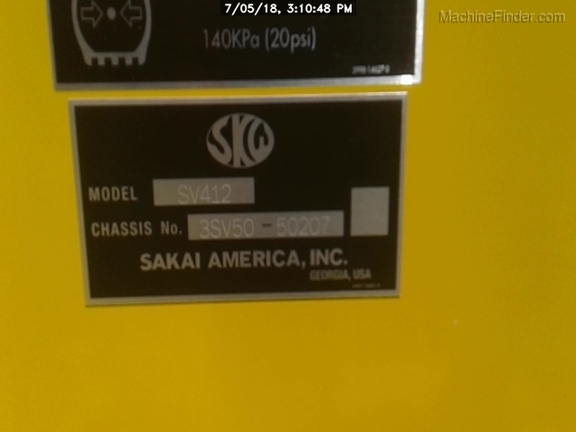 7/05/18, 3:10:48 PM
MachineFinder.com
140KPa (20psi)
SKW
MODEL SV412
CHASSIS No. 3SV50-50207
SAKAI AMERICA, INC.
GEORGIA, USA